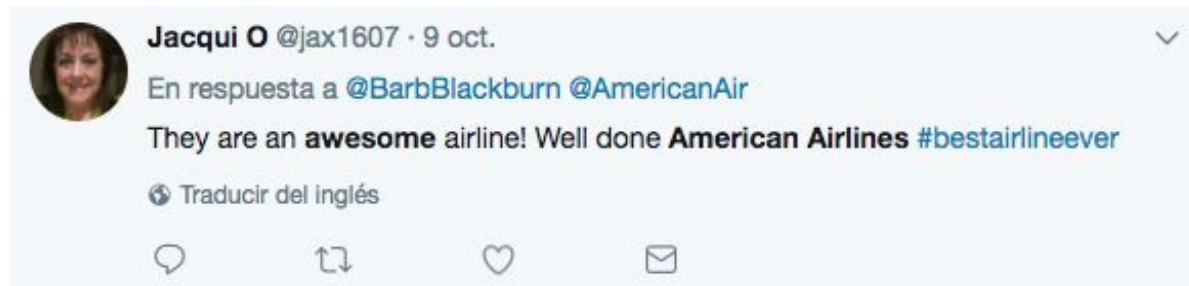 Jacqui O @jax1607 · 9 oct.
En respuesta a @BarbBlackburn @AmericanAir
They are an awesome airline! Well done American Airlines #bestairlineever
Traducir del inglés